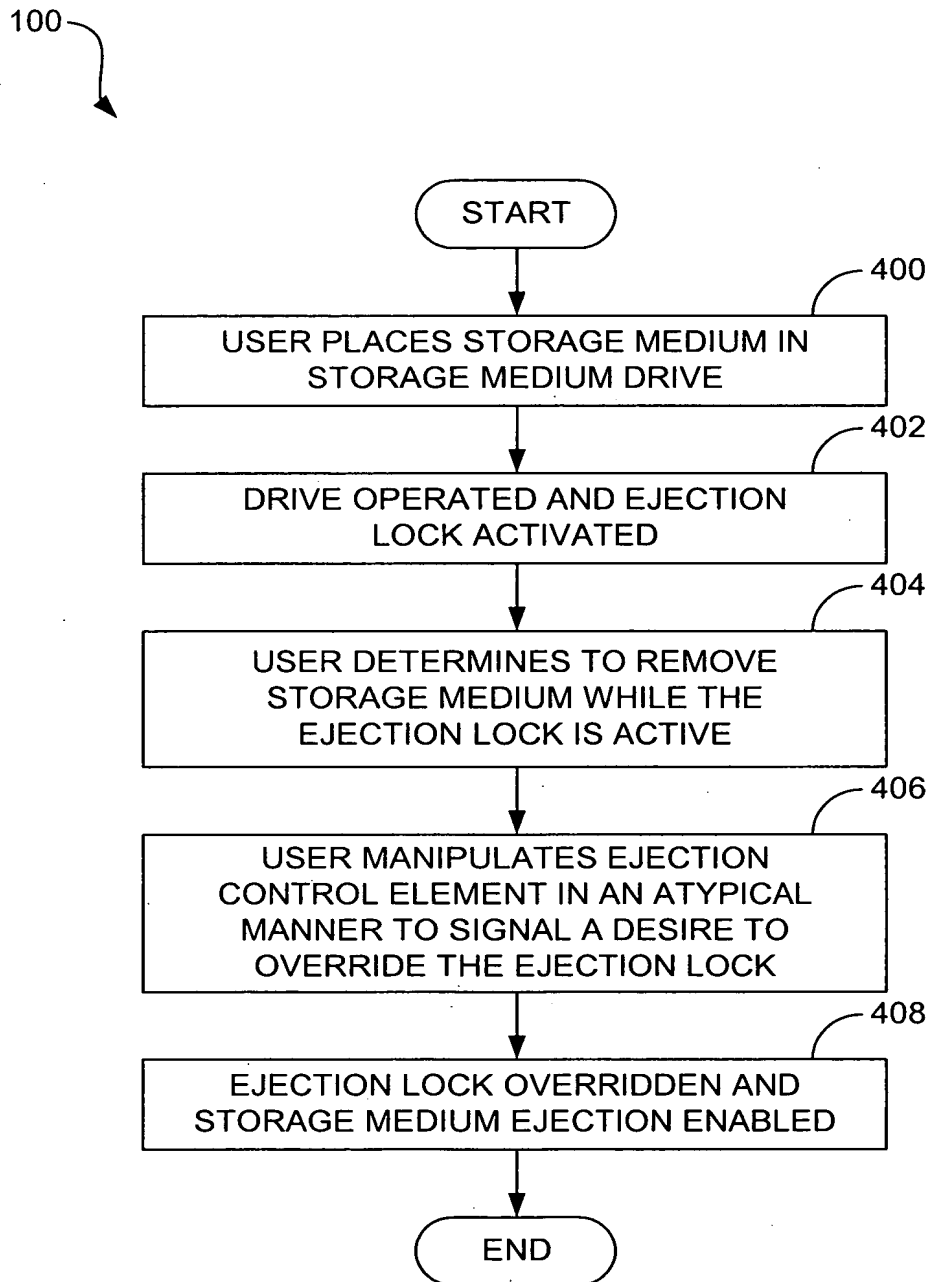 100
START
400
USER PLACES STORAGE MEDIUM IN
STORAGE MEDIUM DRIVE
402
DRIVE OPERATED AND EJECTION
LOCK ACTIVATED
404
USER DETERMINES TO REMOVE
STORAGE MEDIUM WHILE THE
EJECTION LOCK IS ACTIVE
406
USER MANIPULATES EJECTION
CONTROL ELEMENT IN AN ATYPICAL
MANNER TO SIGNAL A DESIRE TO
OVERRIDE THE EJECTION LOCK
408
EJECTION LOCK OVERRIDDEN AND
STORAGE MEDIUM EJECTION ENABLED
END